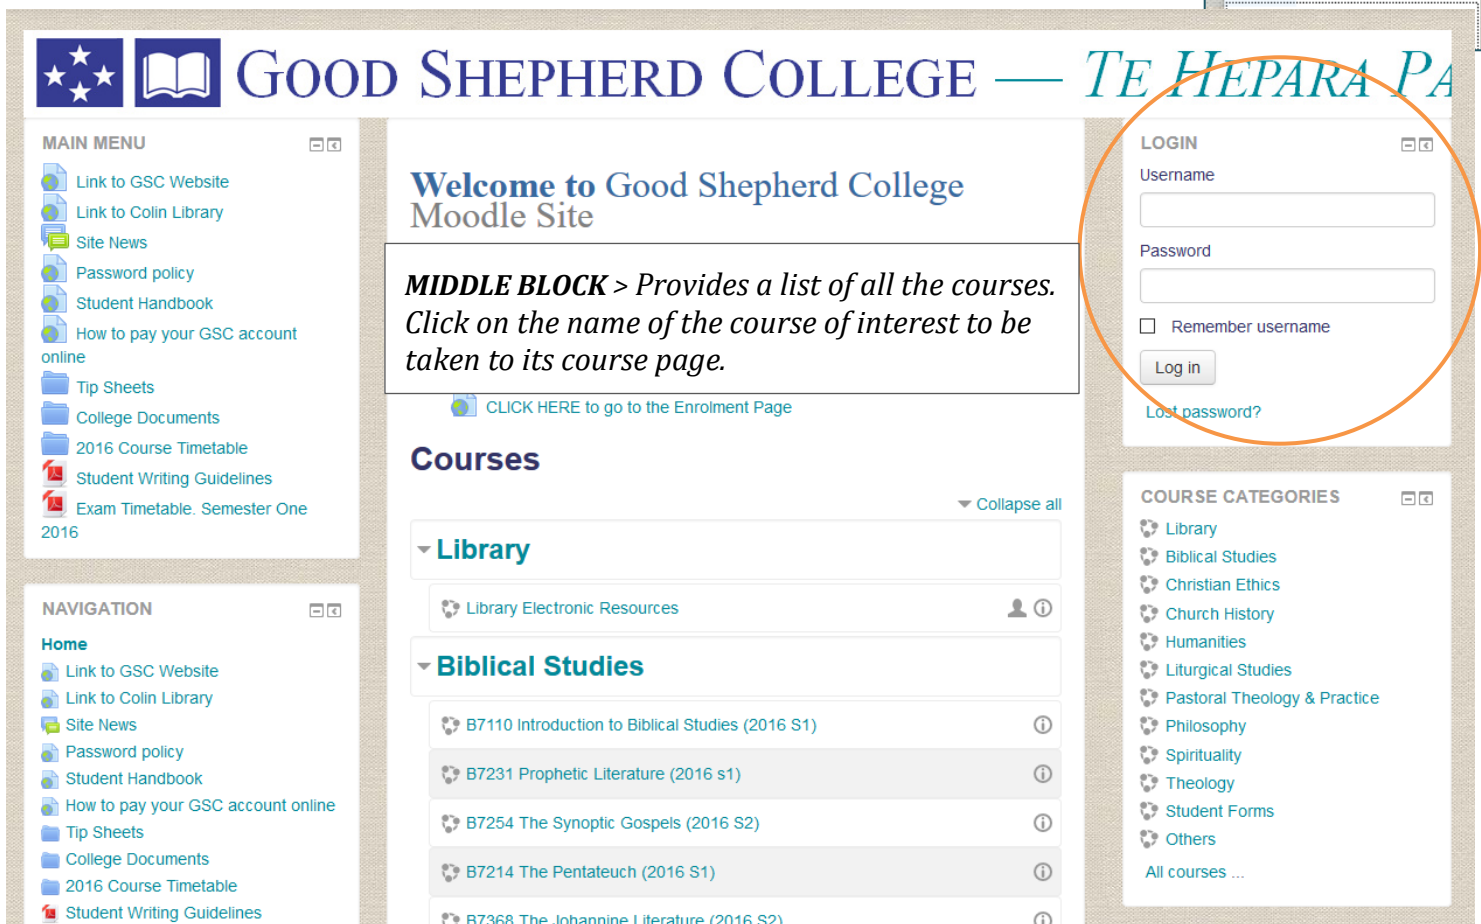 GOOD SHEPHERD COLLEGE — TE HEPARA PA
MAIN MENU
Link to GSC Website
Link to Colin Library
Site News
Password policy
Student Handbook
How to pay your GSC account
online
Tip Sheets
College Documents
2016 Course Timetable
Student Writing Guidelines
Exam Timetable. Semester One
2016
NAVIGATION
Home
Link to GSC Website
Link to Colin Library
Site News
Password policy
Student Handbook
How to pay your GSC account online
Tip Sheets
College Documents
2016 Course Timetable
Student Writing Guidelines
Welcome to Good Shepherd College
Moodle Site
MIDDLE BLOCK > Provides a list of all the courses.
Click on the name of the course of interest to be
taken to its course page.
CLICK HERE to go to the Enrolment Page
Courses
Collapse all
Library
Library Electronic Resources
Biblical Studies
B7110 Introduction to Biblical Studies (2016 S1)
B7231 Prophetic Literature (2016 s1)
B7254 The Synoptic Gospels (2016 S2)
B7214 The Pentateuch (2016 S1)
B7368 The Johannine Literature (2016 S2)
LOGIN
Username
Password
Remember username
Log in
Lost password?
COURSE CATEGORIES
Library
Biblical Studies
Christian Ethics
Church History
Humanities
Liturgical Studies
Pastoral Theology & Practice
Philosophy
Spirituality
Theology
Student Forms
Others
All courses ...